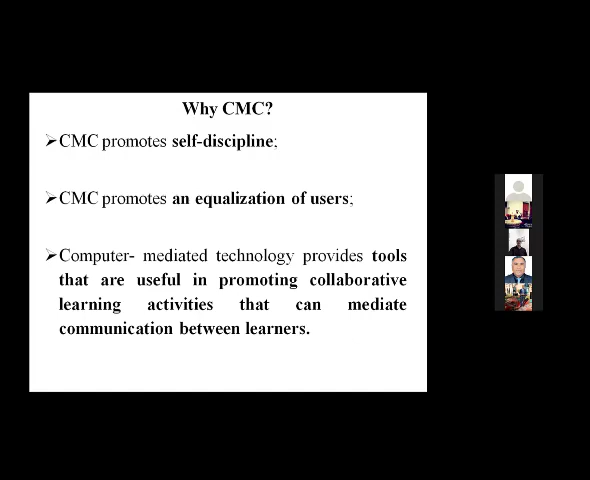 Why CMC?
➢CMC promotes self-discipline;
➢CMC promotes an equalization of users;
➢Computer- mediated technology provides tools
that are useful in promoting collaborative
learning activities that can mediate
communication between learners.